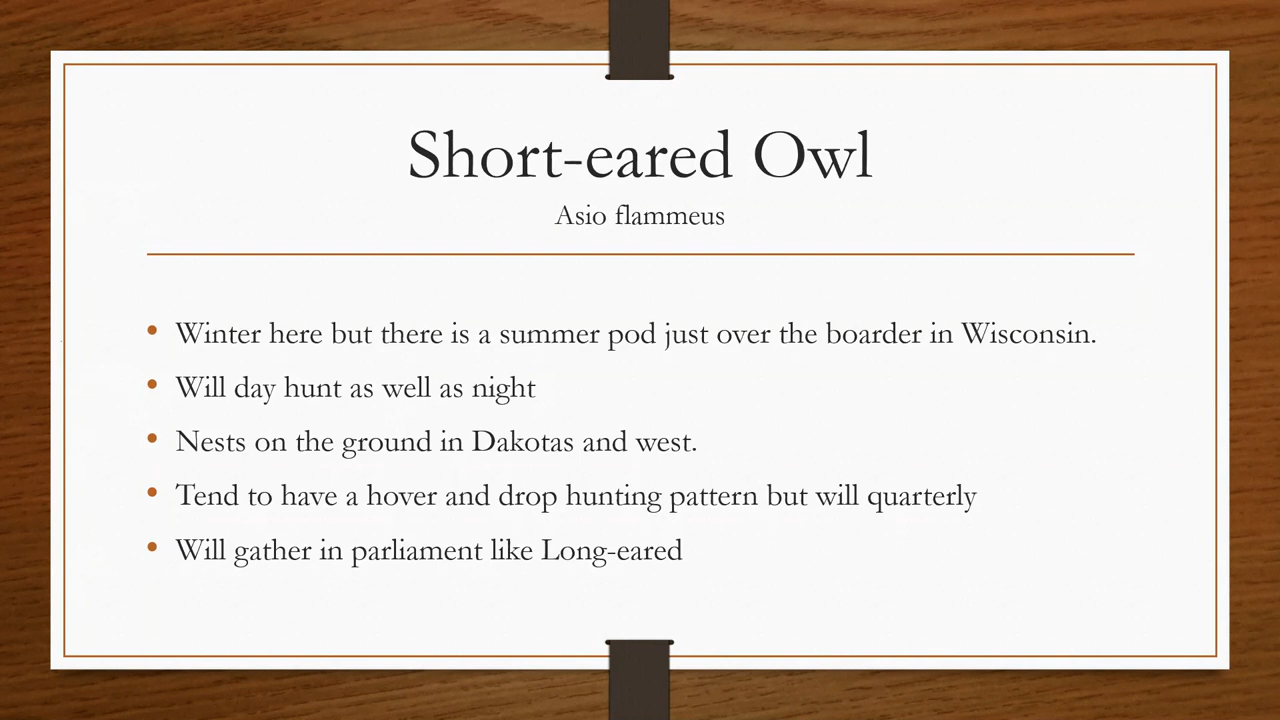 Short-eared Owl
Asio flammeus
• Winter here but there is a summer pod just over the boarder in Wisconsin.
• Will day hunt as well as night
• Nests on the ground in Dakotas and west.
• Tend to have a hover and drop hunting pattern but will quarterly
• Will gather in parliament like Long-eared